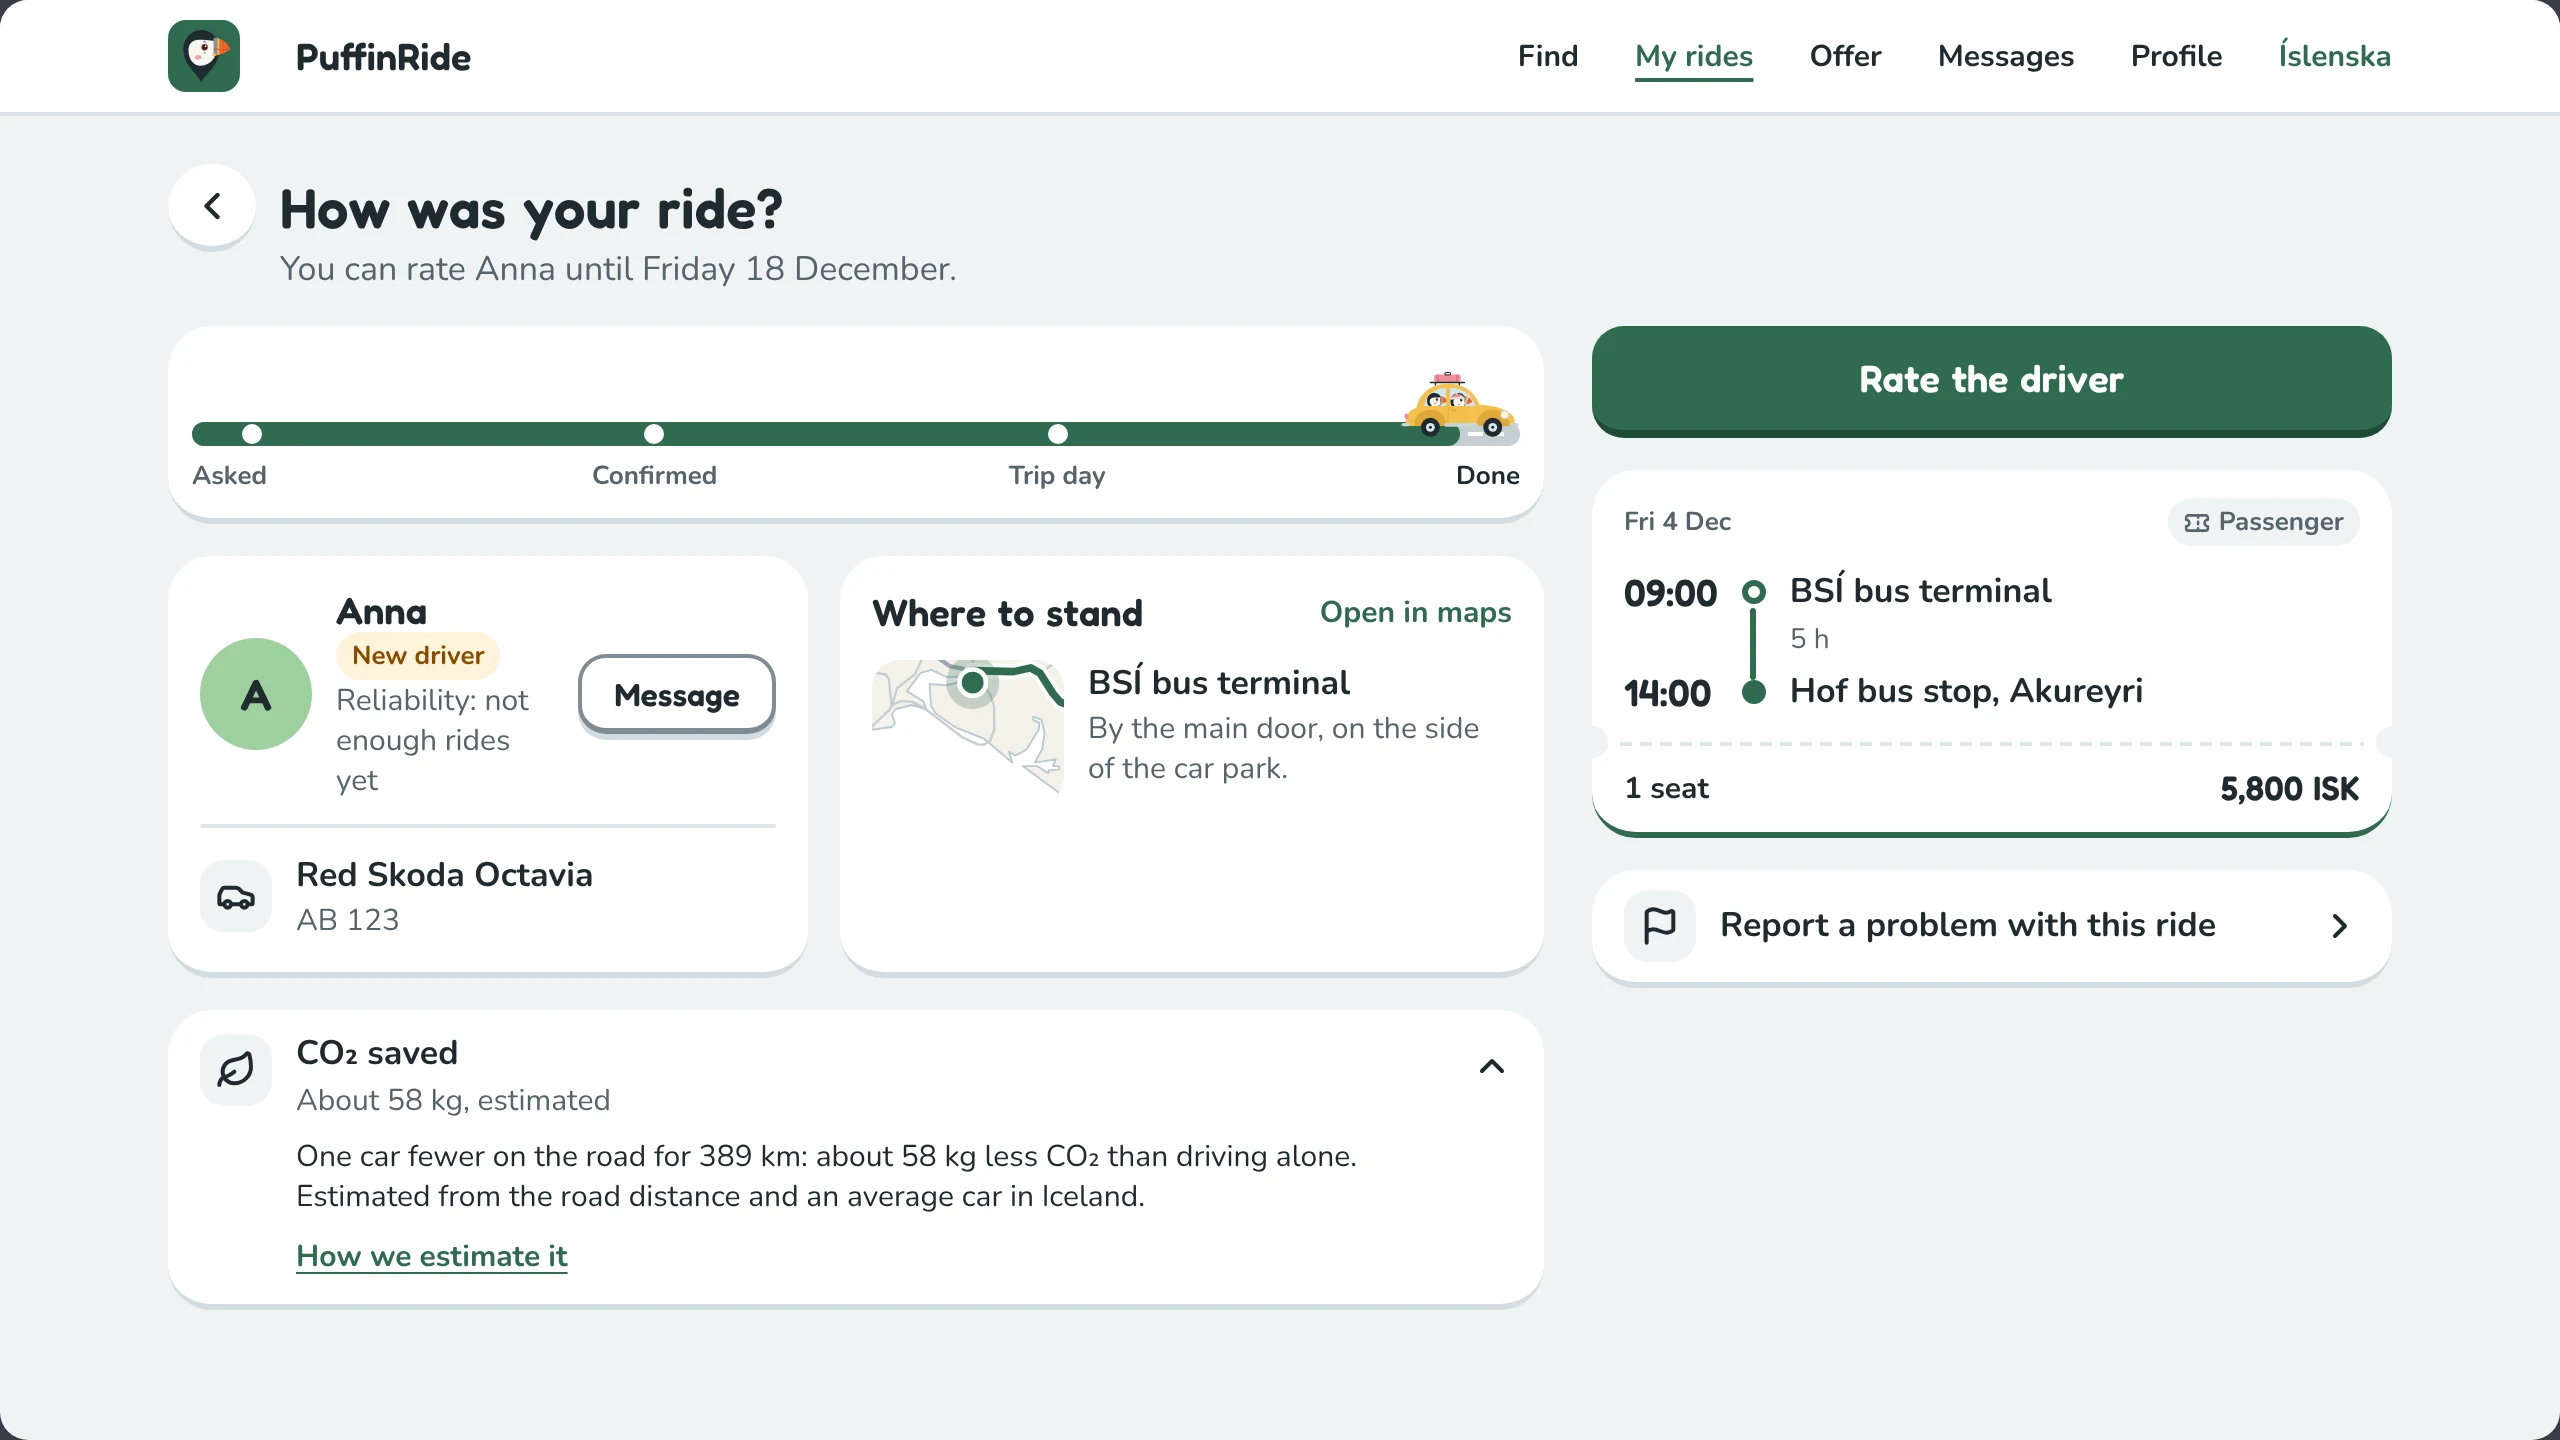 PuffinRide
Find
My rides
Offer
Messages
Profile
Íslenska
How was your ride?
You can rate Anna until Friday 18 December.
Asked
Confirmed
Trip day
Done
Anna
New driver
A
Reliability: not
enough rides
yet
Message
Red Skoda Octavia
AB 123
Where to stand
Open in maps
BSÍ bus terminal
By the main door, on the side
of the car park.
CO₂ saved
About 58 kg, estimated
One car fewer on the road for 389 km: about 58 kg less CO₂ than driving alone.
Estimated from the road distance and an average car in Iceland.
How we estimate it
Rate the driver
Fri 4 Dec
Passenger
09:00
BSÍ bus terminal
5 h
14:00
Hof bus stop, Akureyri
1 seat
5,800 ISK
Report a problem with this ride